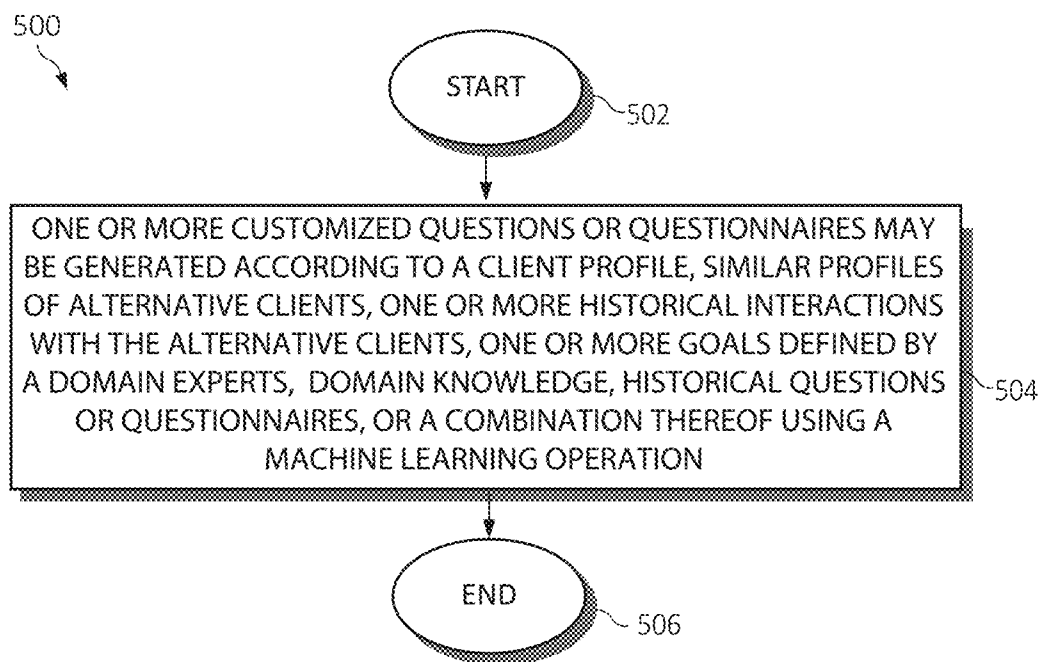 500
START
502
ONE OR MORE CUSTOMIZED QUESTIONS OR QUESTIONNAIRES MAY
BE GENERATED ACCORDING TO A CLIENT PROFILE, SIMILAR PROFILES
OF ALTERNATIVE CLIENTS, ONE OR MORE HISTORICAL INTERACTIONS
WITH THE ALTERNATIVE CLIENTS, ONE OR MORE GOALS DEFINED BY
A DOMAIN EXPERTS, DOMAIN KNOWLEDGE, HISTORICAL QUESTIONS
OR QUESTIONNAIRES, OR A COMBINATION THEREOF USING A
MACHINE LEARNING OPERATION
504
END
506